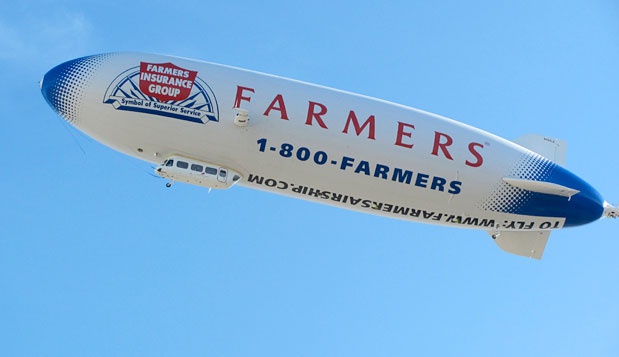 FARMERS
INSURANCE
GROUP
Symbol of Superior Service
FARMERS
1-800-FARMERS
TO FLY: WWW.FARMERSAIRSHIP.COM